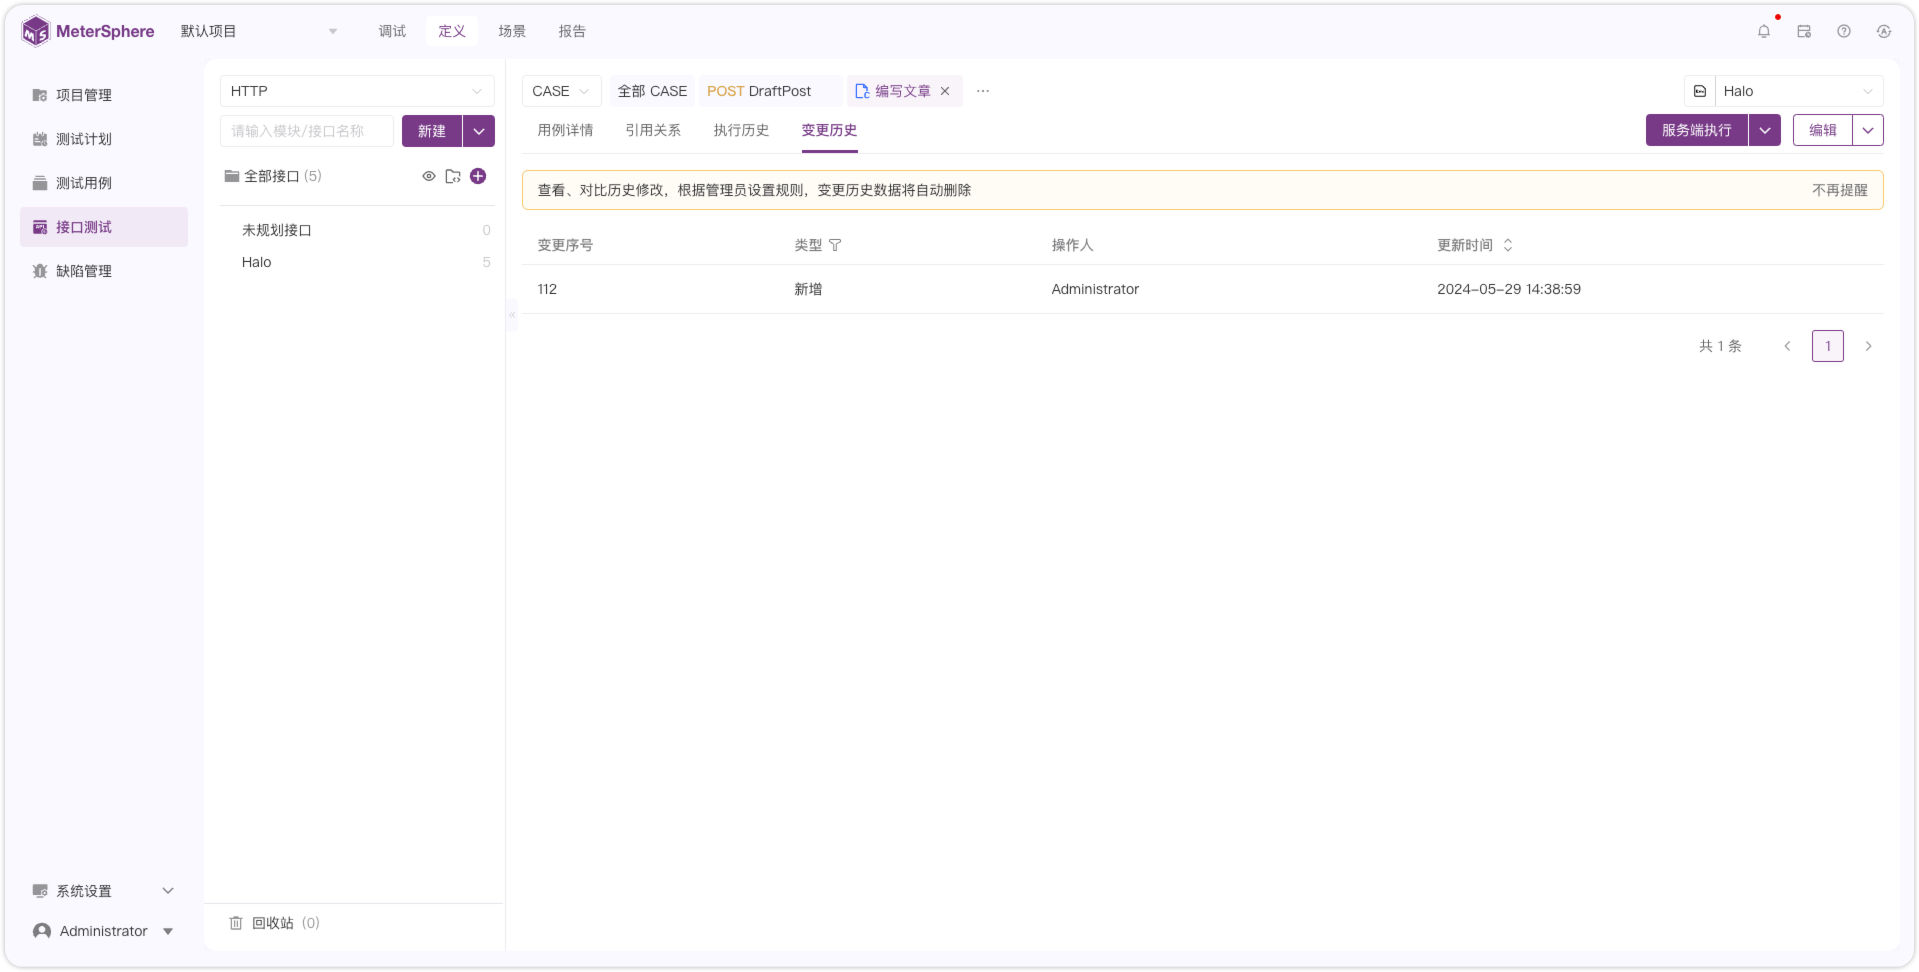 MeterSphere 默认项目 调试 定义 场景 报告
项目管理
测试计划
测试用例
接口测试
缺陷管理
系统设置
Administrator
HTTP
请输入模块/接口名称 新建
全部接口 (5)
未规划接口 0
Halo 5
回收站 (0)
CASE 全部 CASE POST DraftPost 编写文章 ··· Halo
用例详情 引用关系 执行历史 变更历史 服务端执行 编辑
查看、对比历史修改，根据管理员设置规则，变更历史数据将自动删除 不再提醒
变更序号 类型 操作人 更新时间
112 新增 Administrator 2024-05-29 14:38:59
共 1 条 1